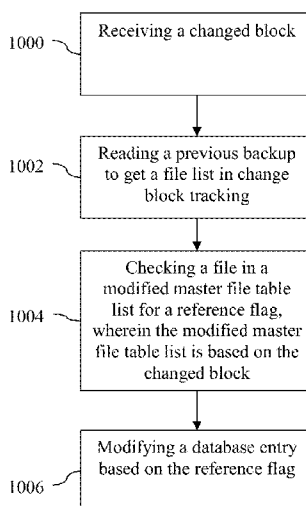 1000
Receiving a changed block
1002
Reading a previous backup
to get a file list in change
block tracking
1004
Checking a file in a
modified master file table
list for a reference flag,
wherein the modified master
file table list is based on the
changed block
1006
Modifying a database entry
based on the reference flag